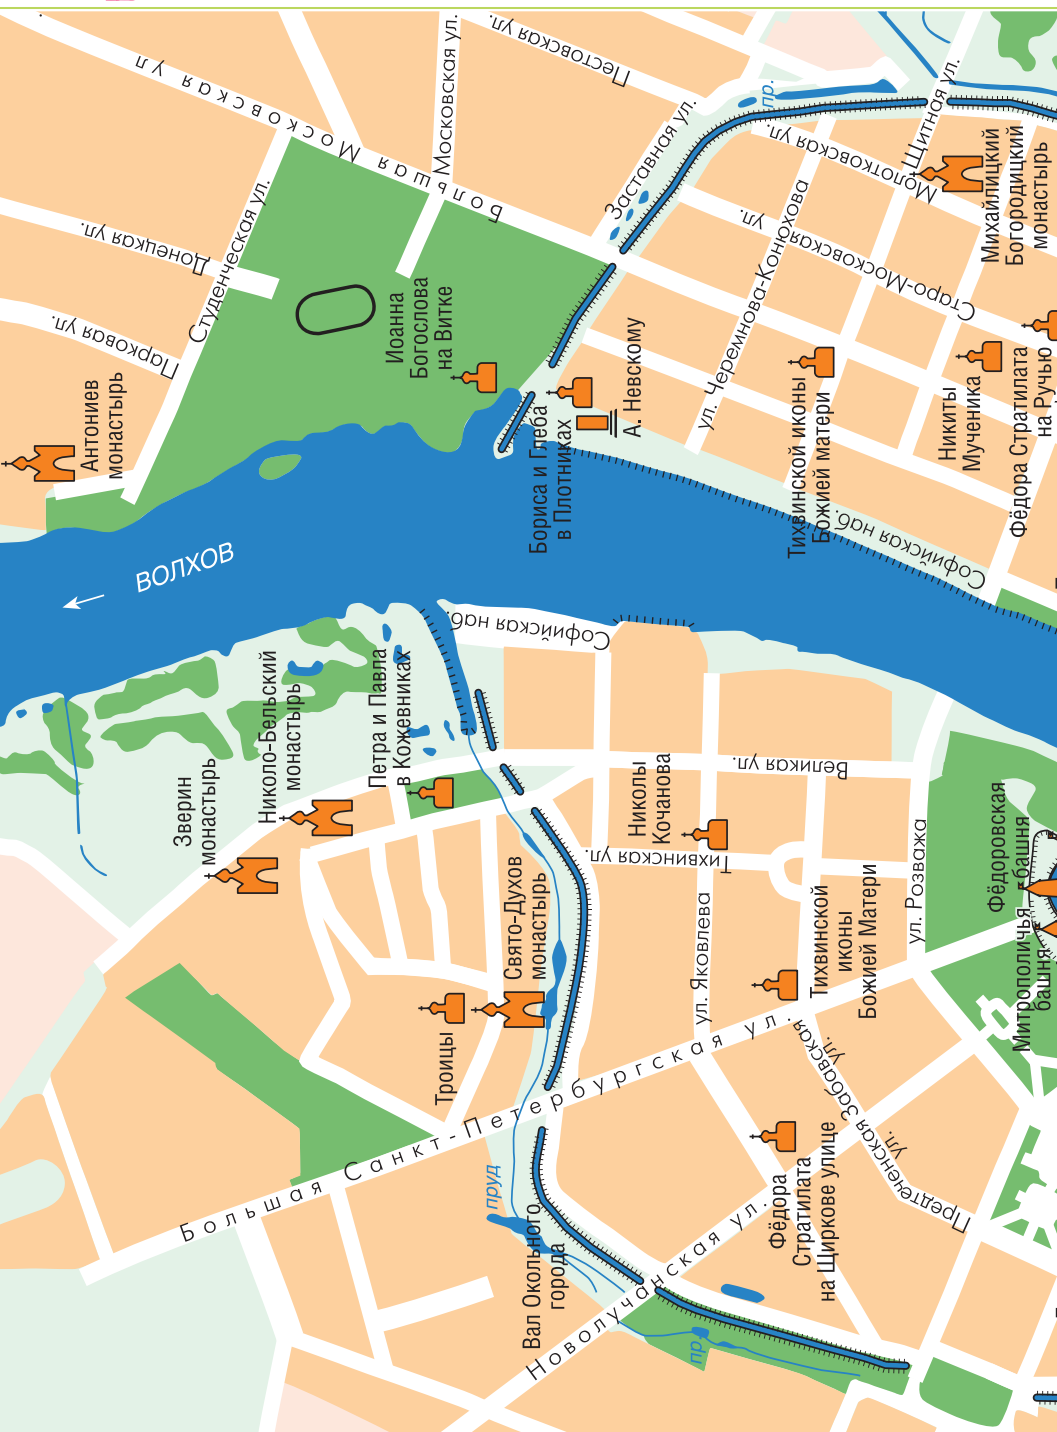 Большая Московская ул
Московская ул.
Пестовская ул.
Студенческая ул.
Донецкая ул.
Парковая ул.
Заставная ул.
пр.
Молотковская ул.
Щитная ул.
Михайлицкий
Богородицкий
монастырь
Старо-Московская ул.
ул. Черемнова-Конюхова
Антониев
монастырь
Иоанна
Богослова
на Витке
А. Невскому
Бориса и Глеба
в Плотниках
Тихвинской иконы
Божией матери
Никиты
Мученика
Фёдора Стратилата
на Ручью
Софийская наб.
ВОЛХОВ
Софийская наб.
Николо-Бельский
монастырь
Петра и Павла
в Кожевниках
Зверин
монастырь
Великая ул.
Николы
Кочанова
Тихвинская ул.
Свято-Духов
монастырь
ул. Яковлева
ул. Розважа
Тихвинской
иконы
Божией Матери
Фёдоровская
башня
Митрополичья
башня
Троицы
Большая Санкт-Петербургская ул.
Забавская ул.
Предтеченская ул.
Фёдора
Стратилата
на Щиркове улице
пруд
Вал Окольного
города
Новолучанская ул.
пр.